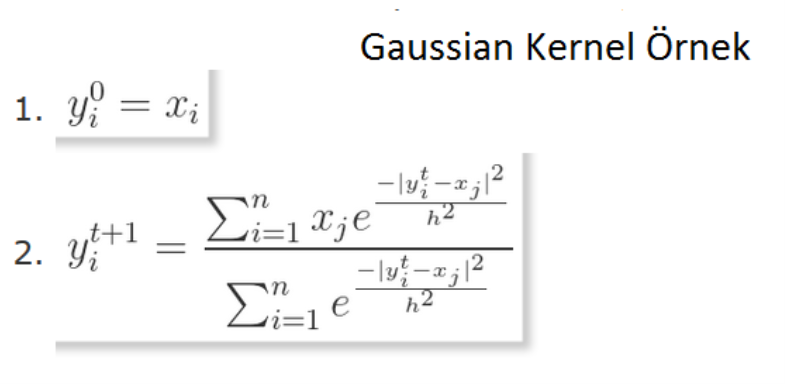 Gaussian Kernel Örnek
1. y_i^0 = x_i
2. y_i^{t+1} = \frac{\sum_{i=1}^{n} x_j e^{\frac{-|y_i^t - x_j|^2}{h^2}}}{\sum_{i=1}^{n} e^{\frac{-|y_i^t - x_j|^2}{h^2}}}